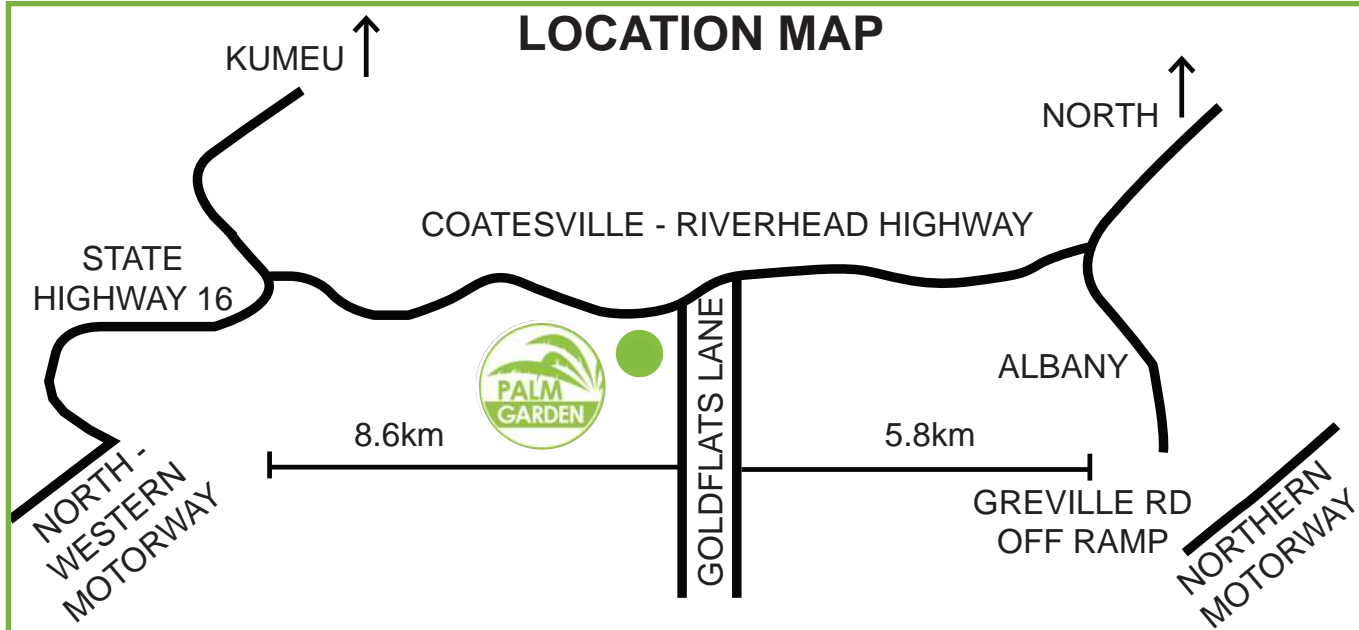 LOCATION MAP
KUMEU
NORTH
COATESVILLE - RIVERHEAD HIGHWAY
STATE
HIGHWAY 16
PALM
GARDEN
GOLDFLATS LANE
ALBANY
8.6km
5.8km
NORTH -
WESTERN
MOTORWAY
GREVILLE RD
OFF RAMP
NORTHERN
MOTORWAY